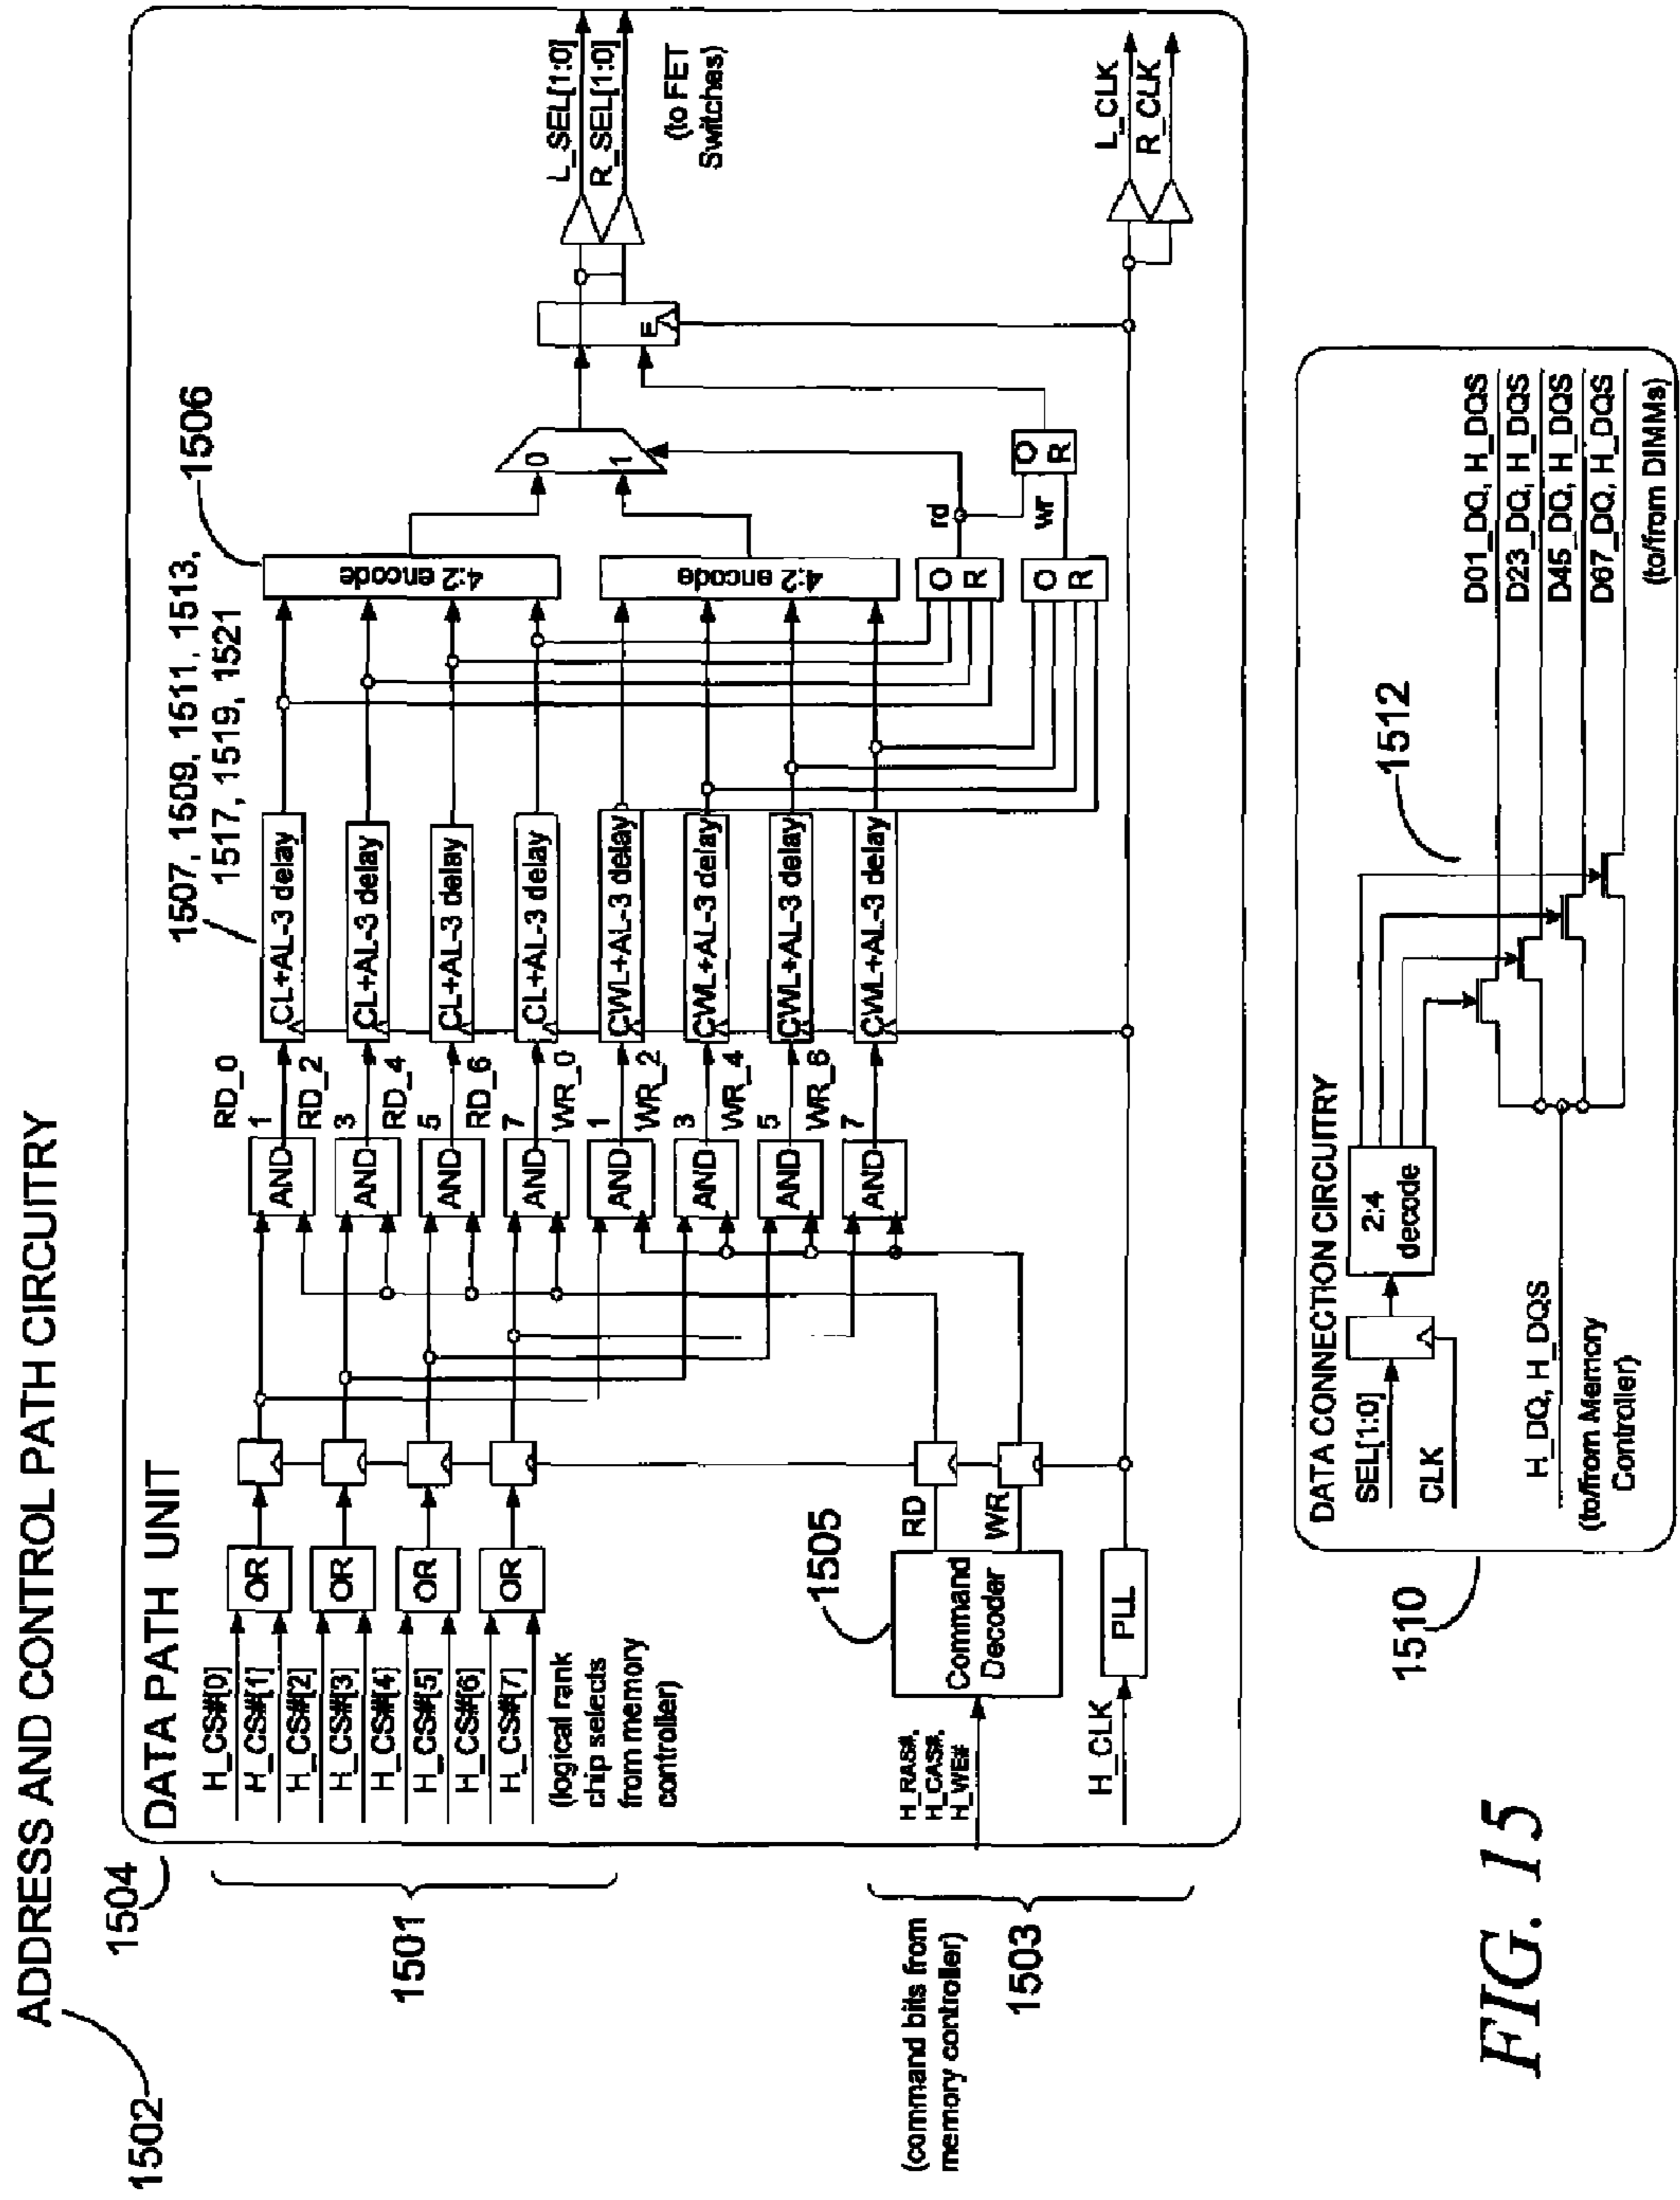 ADDRESS AND CONTROL PATH CIRCUITRY
1502
1504
DATA PATH UNIT
1501
H_CS#[0]
H_CS#[1]
H_CS#[2]
H_CS#[3]
H_CS#[4]
H_CS#[5]
H_CS#[6]
H_CS#[7]
(logical rank
chip selects
from memory
controller)
OR
OR
OR
OR
(command bits from
memory controller)
1503
H_RAS#,
H_CAS#,
H_WE#
1505
Command
Decoder
RD
WR
H_CLK
PLL
AND
AND
AND
AND
AND
AND
AND
AND
RD_0
1
RD_2
3
RD_4
5
RD_6
7
WR_0
1
WR_2
3
WR_4
5
WR_6
7
1507, 1509, 1511, 1513,
1517, 1519, 1521
CL+AL-3 delay
CL+AL-3 delay
CL+AL-3 delay
CL+AL-3 delay
CWL+AL-3 delay
CWL+AL-3 delay
CWL+AL-3 delay
CWL+AL-3 delay
1506
4:2 encode
4:2 encode
O
R
O
R
rd
wr
O
R
0
1
E
L_SEL[1:0]
R_SEL[1:0]
(to FET
Switches)
L_CLK
R_CLK
1510
DATA CONNECTION CIRCUITRY
SEL[1:0]
CLK
2:4
decode
1512
H_DQ, H_DQS
(to/from Memory
Controller)
D01_DQ, H_DQS
D23_DQ, H_DQS
D45_DQ, H_DQS
D67_DQ, H_DQS
(to/from DIMMs)
FIG. 15